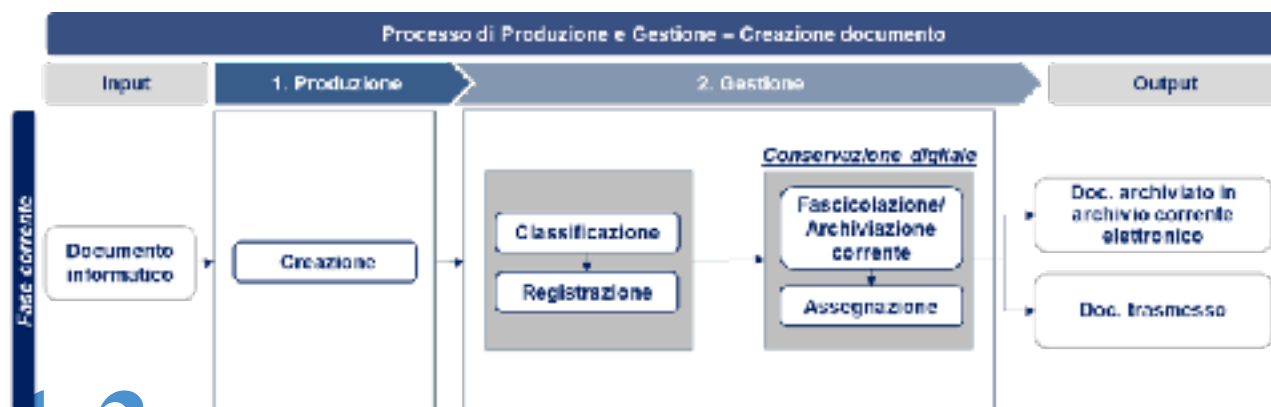 Processo di Produzione e Gestione – Creazione documento
Input
1. Produzione
2. Gestione
Output
Fase corrente
Documento
informatico
Creazione
Classificazione
Registrazione
Conservazione digitale
Fascicolazione/
Archiviazione
corrente
Assegnazione
Doc. archiviato in
archivio corrente
elettronico
Doc. trasmesso